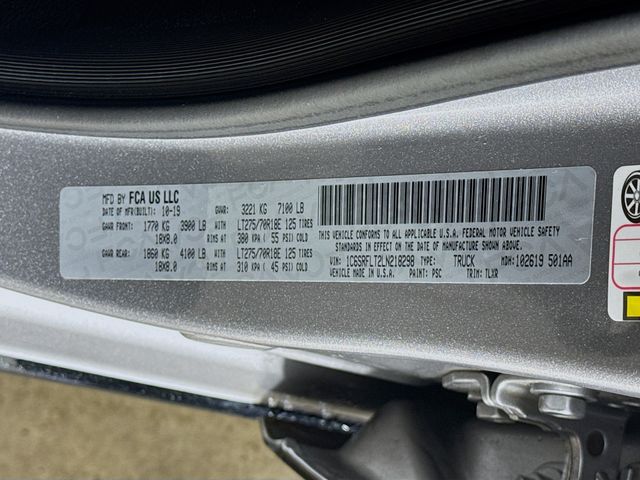 MFD BY FCA US LLC
DATE OF MFR(BUILT): 10-19 GVWR: 3221 KG 7100 LB
GAWR FRONT: 1770 KG 3900 LB WITH LT275/70R18E 125 TIRES
18X8.0 RIMS AT 380 KPA ( 55 PSI) COLD
GAWR REAR: 1860 KG 4100 LB WITH LT275/70R18E 125 TIRES
18X8.0 RIMS AT 310 KPA ( 45 PSI) COLD
THIS VEHICLE CONFORMS TO ALL APPLICABLE U.S.A. FEDERAL MOTOR VEHICLE SAFETY
STANDARDS IN EFFECT ON THE DATE OF MANUFACTURE SHOWN ABOVE.
VIN: 1C6SRFLT2LN218298 TYPE: TRUCK MDH: 102619 501AA
VEHICLE MADE IN U.S.A. PAINT: PSC TRIM: TLXR